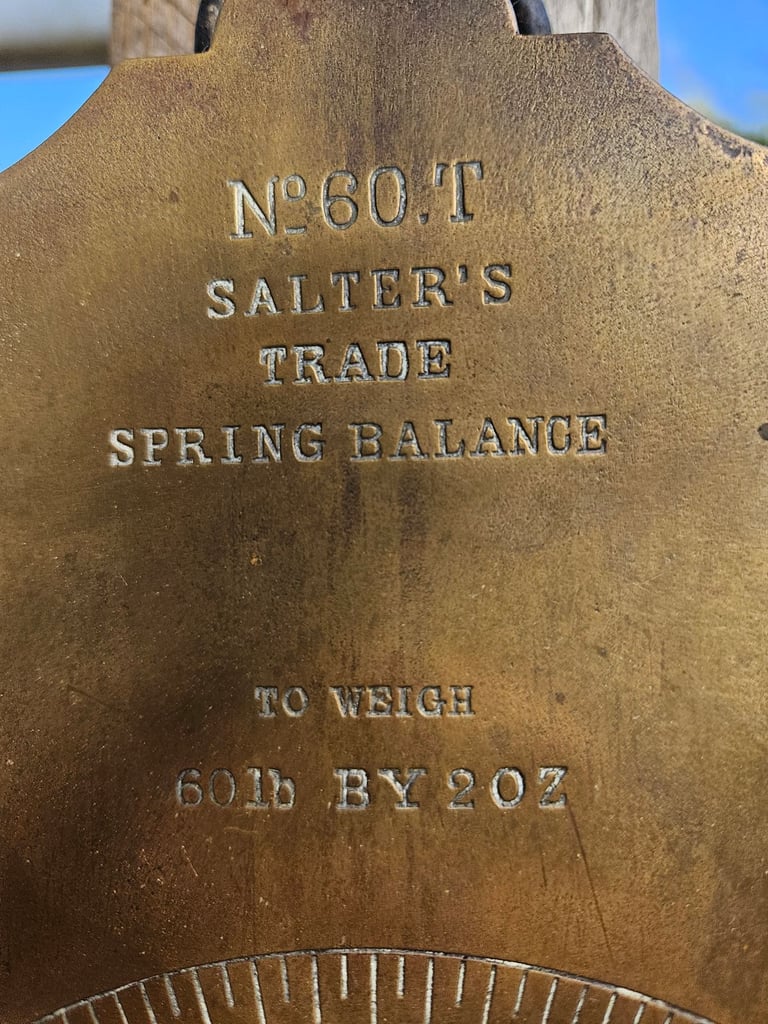 Nº60.T
SALTER'S
TRADE
SPRING BALANCE
TO WEIGH
60lb BY 2OZ